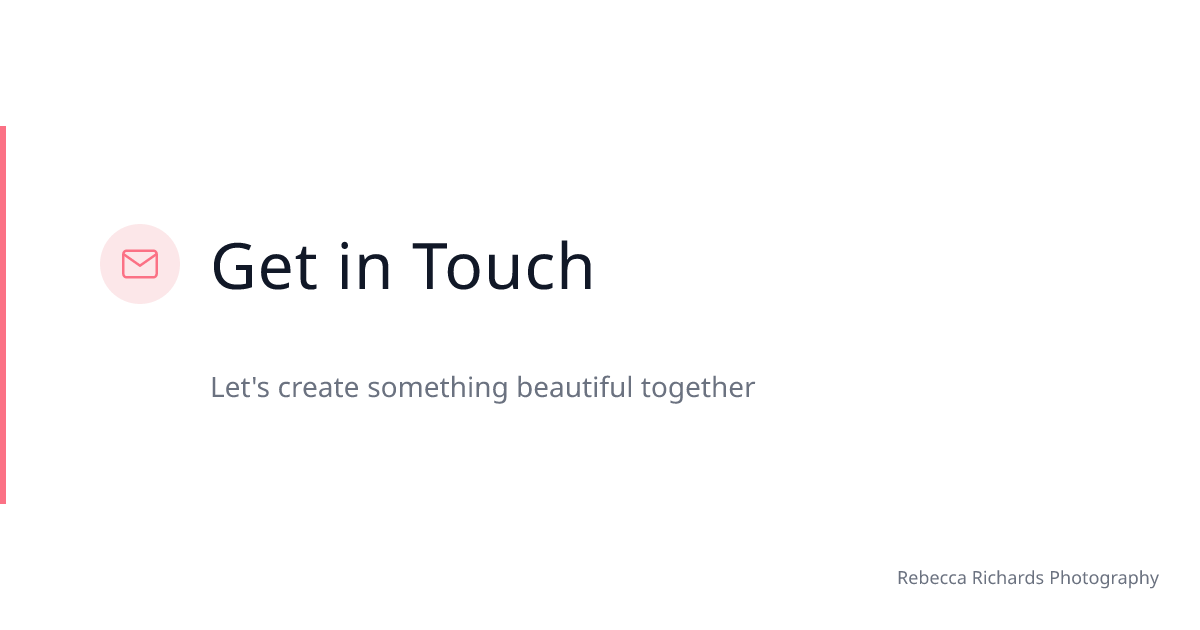 Get in Touch
Let's create something beautiful together
Rebecca Richards Photography